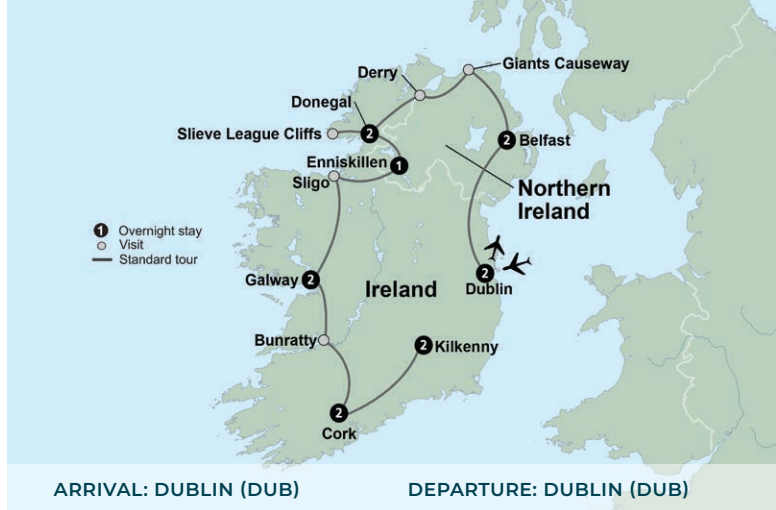 Giants Causeway
Derry
Donegal
2
Slieve League Cliffs
2
Belfast
Enniskillen
1
Sligo
Northern
Ireland
1 Overnight stay
Visit
Standard tour
Galway
2
Ireland
2
Dublin
Bunratty
2
Kilkenny
2
Cork
ARRIVAL: DUBLIN (DUB)
DEPARTURE: DUBLIN (DUB)